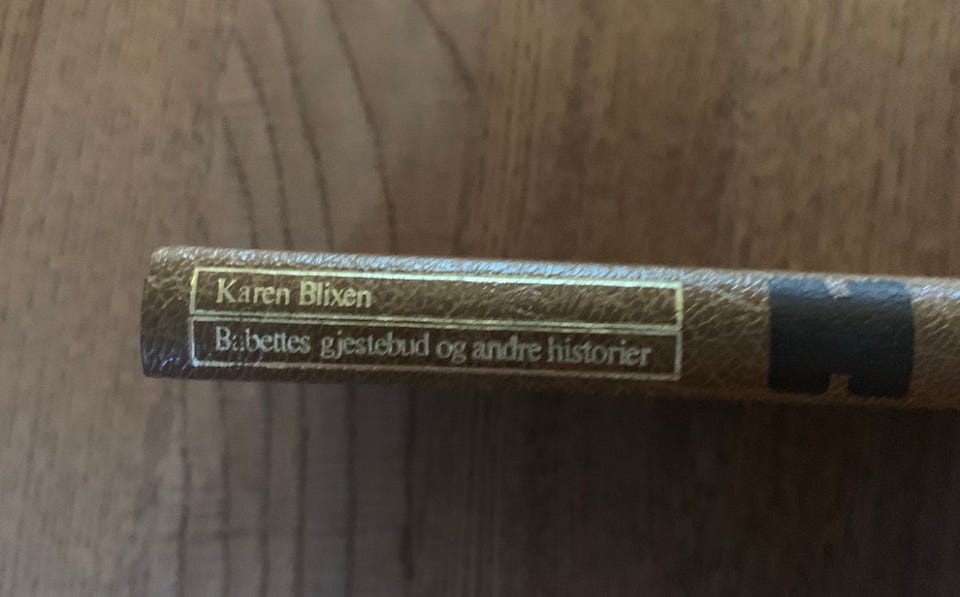 Karen Blixen
Babettes gjestebud og andre historier